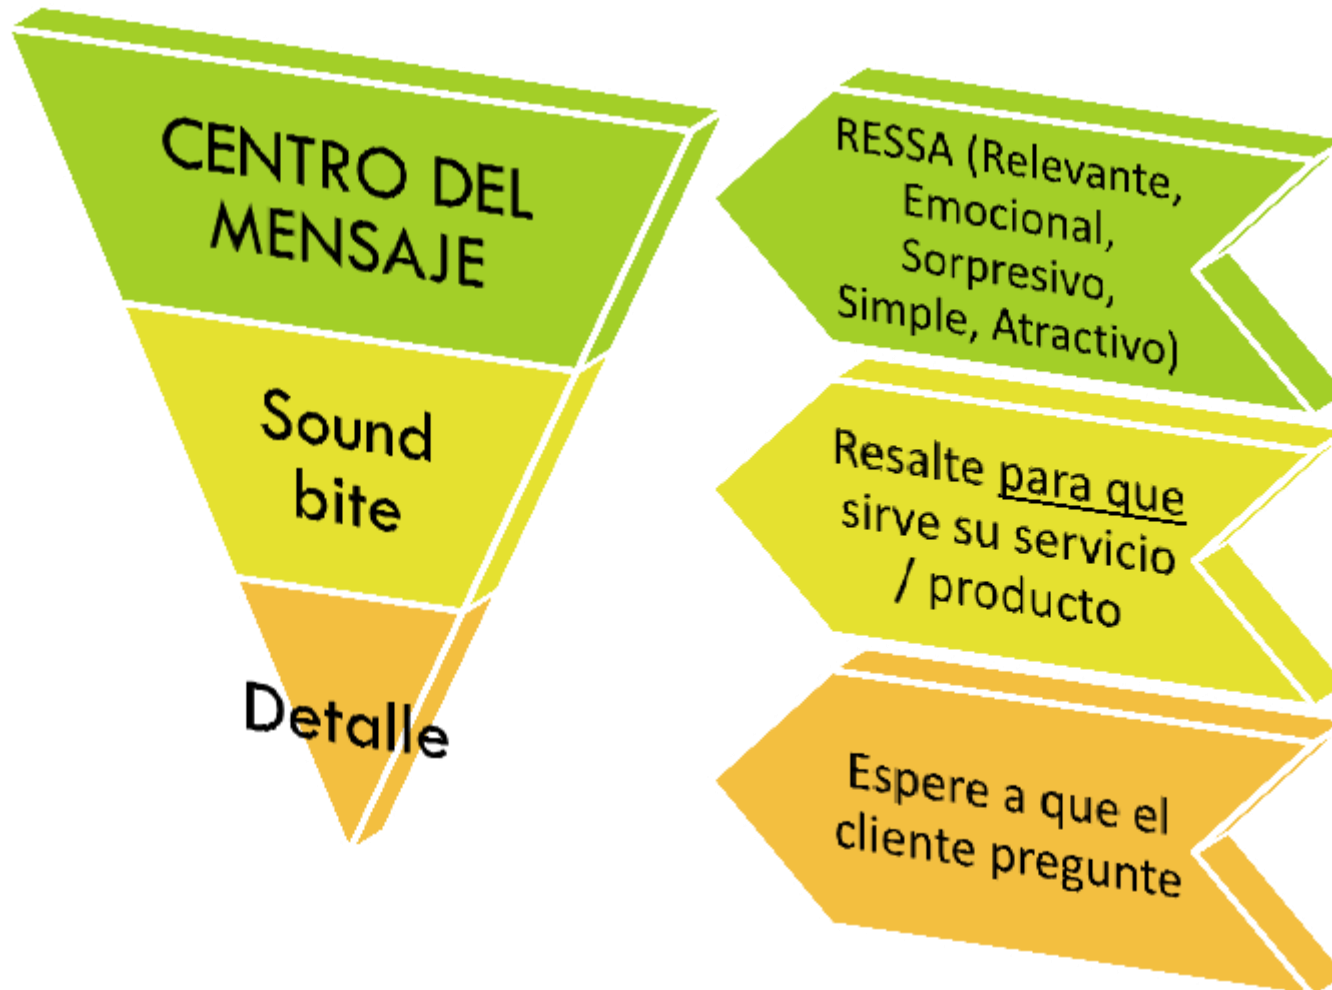 CENTRO DEL
MENSAJE
RESSA (Relevante,
Emocional,
Sorpresivo,
Simple, Atractivo)
Sound
bite
Resalte para que
sirve su servicio
/ producto
Detalle
Espere a que el
cliente pregunte